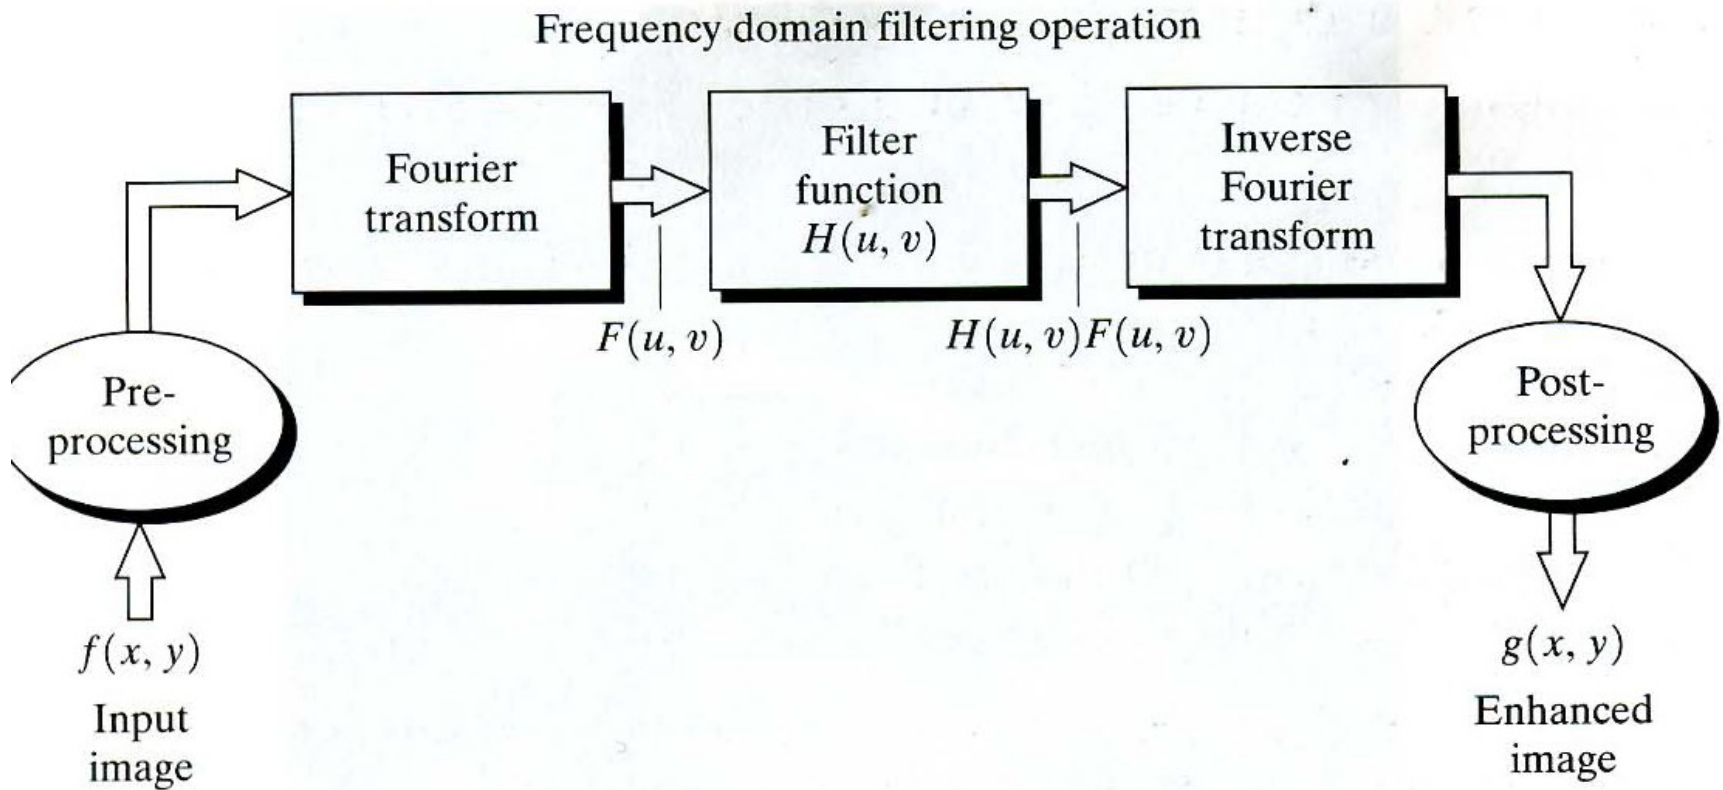 Frequency domain filtering operation
Fourier
transform
Filter
function
H(u, v)
Inverse
Fourier
transform
F(u, v)
H(u, v)F(u, v)
Pre-
processing
Post-
processing
f(x, y)
Input
image
g(x, y)
Enhanced
image